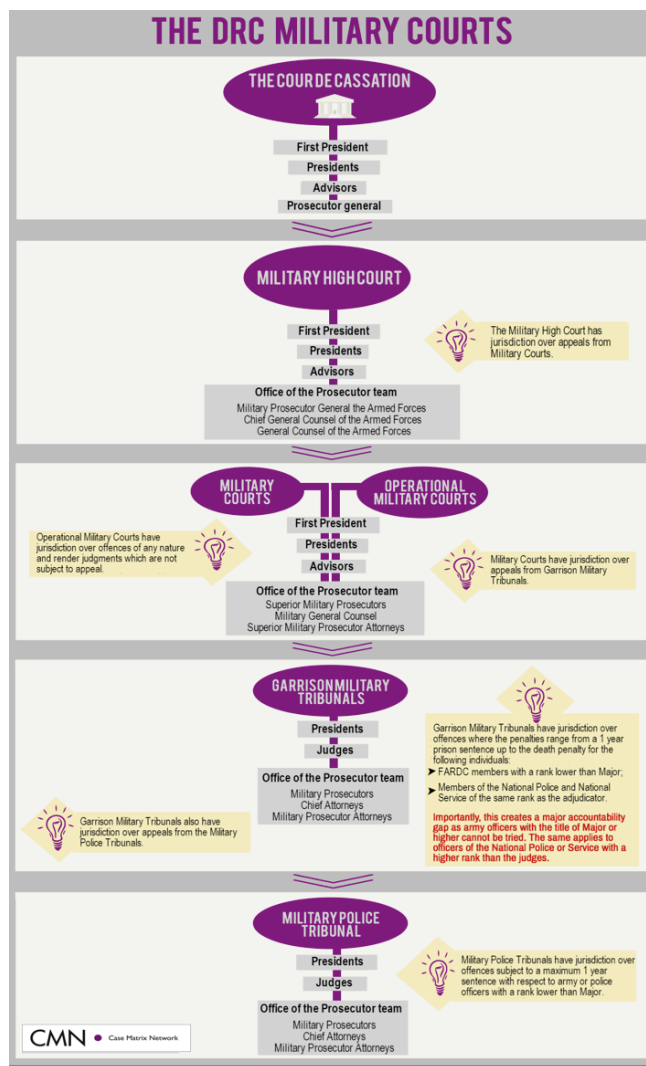 THE DRC MILITARY COURTS
THE COUR DE CASSATION
First President
Presidents
Advisors
Prosecutor general
MILITARY HIGH COURT
First President
Presidents
Advisors
Office of the Prosecutor team
Military Prosecutor General the Armed Forces
Chief General Counsel of the Armed Forces
General Counsel of the Armed Forces
The Military High Court has
jurisdiction over appeals from
Military Courts.
MILITARY
COURTS
OPERATIONAL
MILITARY COURTS
First President
Presidents
Advisors
Office of the Prosecutor team
Superior Military Prosecutors
Military General Counsel
Superior Military Prosecutor Attorneys
Operational Military Courts have
jurisdiction over offences of any nature
and render judgments which are not
subject to appeal.
Military Courts have jurisdiction over
appeals from Garrison Military
Tribunals.
GARRISON MILITARY
TRIBUNALS
Presidents
Judges
Office of the Prosecutor team
Military Prosecutors
Chief Attorneys
Military Prosecutor Attorneys
Garrison Military Tribunals also have
jurisdiction over appeals from the Military
Police Tribunals.
Garrison Military Tribunals have jurisdiction over
offences where the penalties range from a 1 year
prison sentence up to the death penalty for the
following individuals:
➤ FARDC members with a rank lower than Major;
➤ Members of the National Police and National
Service of the same rank as the adjudicator.
Importantly, this creates a major accountability
gap as army officers with the title of Major or
higher cannot be tried. The same applies to
officers of the National Police or Service with a
higher rank than the judges.
MILITARY POLICE
TRIBUNAL
Presidents
Judges
Office of the Prosecutor team
Military Prosecutors
Chief Attorneys
Military Prosecutor Attorneys
Military Police Tribunals have jurisdiction over
offences subject to a maximum 1 year
sentence with respect to army or police
officers with a rank lower than Major.
CMN • Case Matrix Network